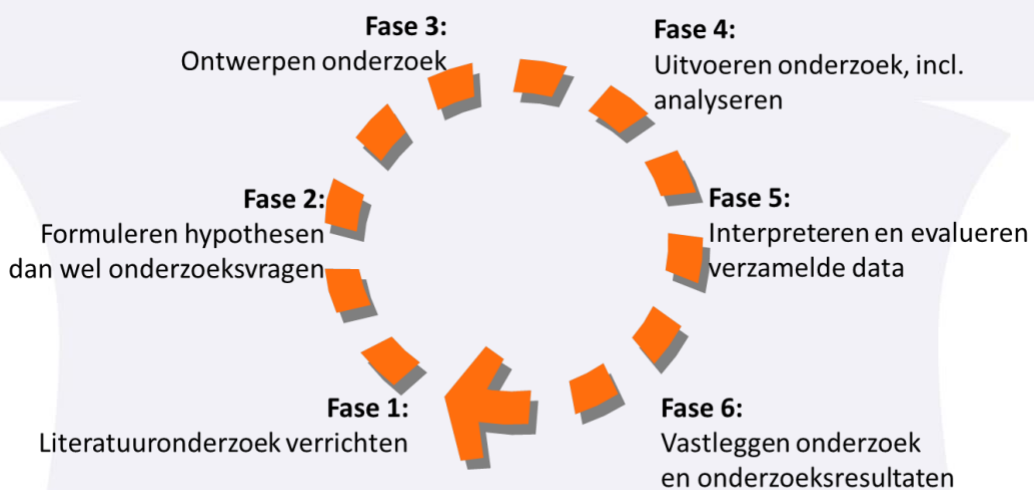 Fase 3:
Ontwerpen onderzoek
Fase 4:
Uitvoeren onderzoek, incl.
analyseren
Fase 2:
Formuleren hypothesen
dan wel onderzoeksvragen
Fase 5:
Interpreteren en evalueren
verzamelde data
Fase 1:
Literatuuronderzoek verrichten
Fase 6:
Vastleggen onderzoek
en onderzoeksresultaten